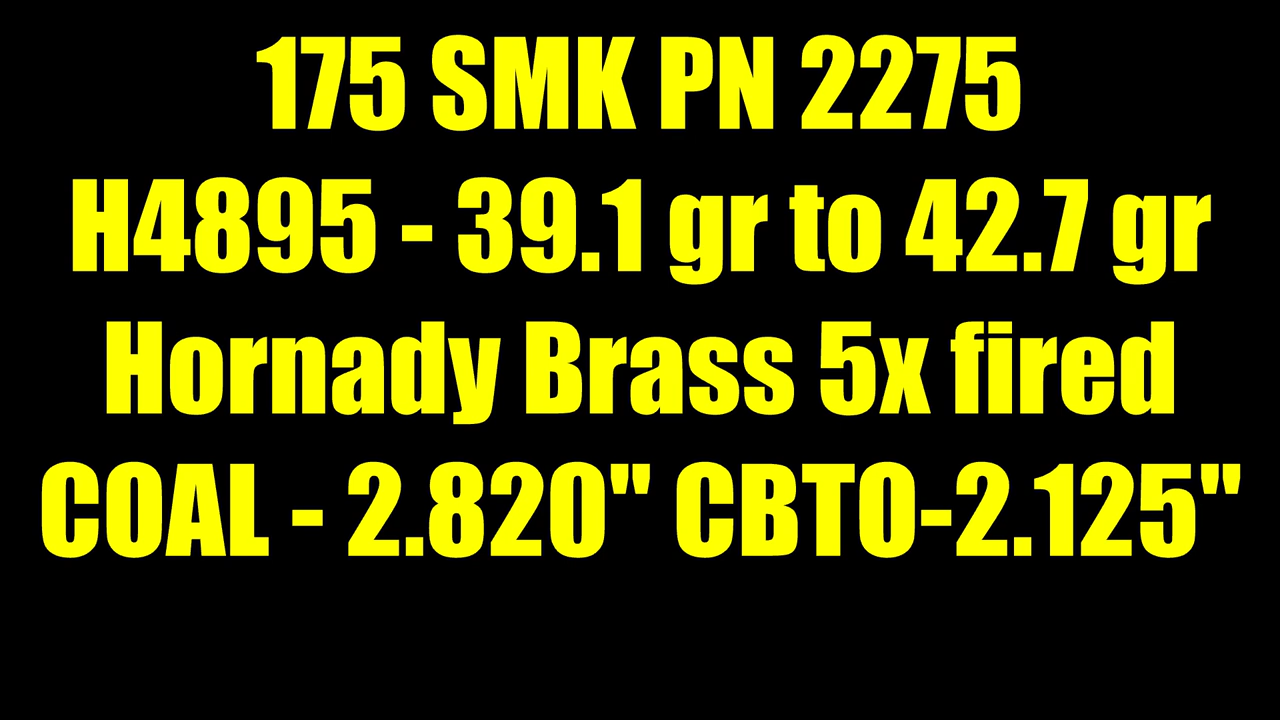 175 SMK PN 2275
H4895 - 39.1 gr to 42.7 gr
Hornady Brass 5x fired
COAL - 2.820" CBTO-2.125"